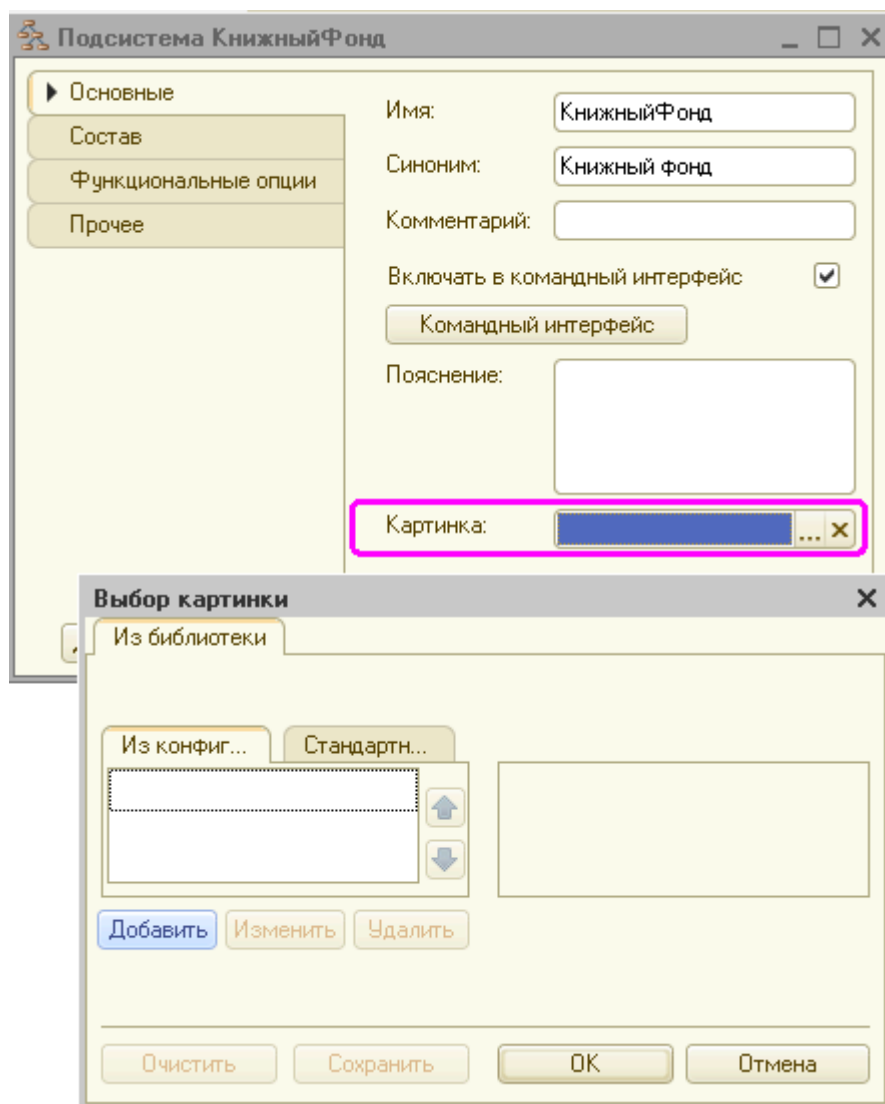 Подсистема КнижныйФонд
Основные
Состав
Функциональные опции
Прочее
Имя: КнижныйФонд
Синоним: Книжный фонд
Комментарий:
Включать в командный интерфейс
Командный интерфейс
Пояснение:
Картинка: ...
Выбор картинки
Из библиотеки
Из конфиг... Стандартн...
Добавить Изменить Удалить
Очистить Сохранить OK Отмена